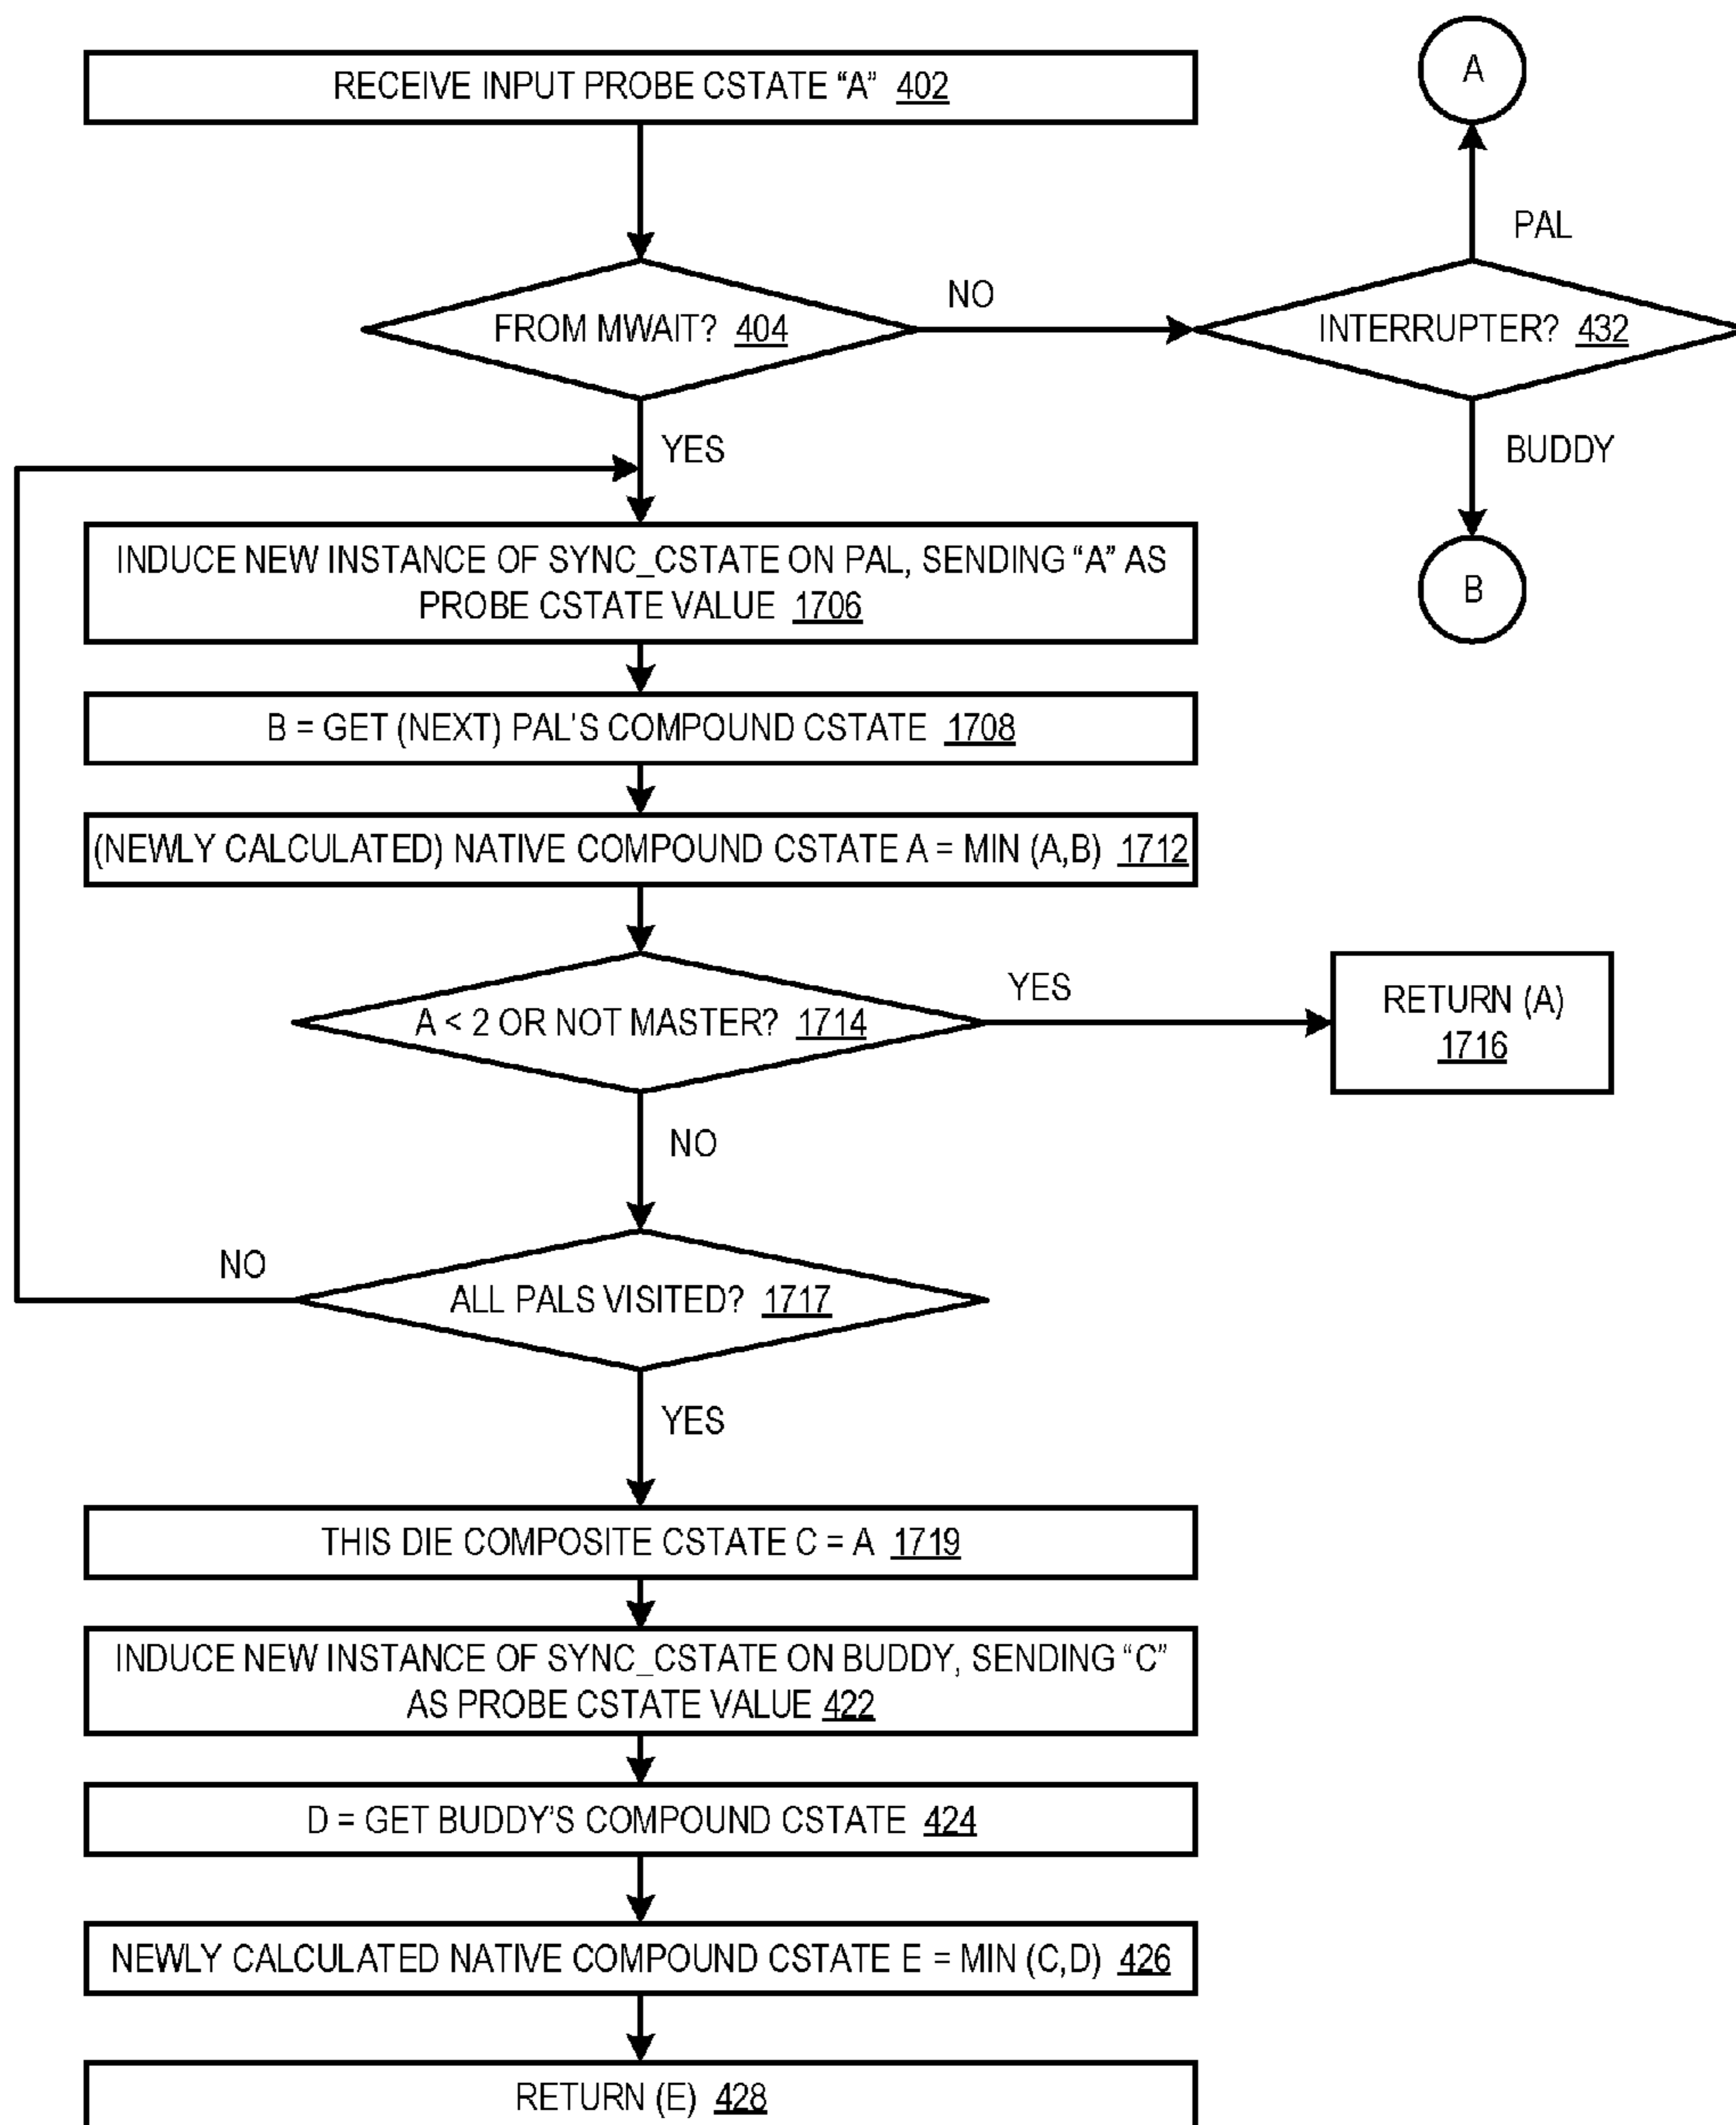 RECEIVE INPUT PROBE CSTATE “A” 402
A
PAL
FROM MWAIT? 404
NO
INTERRUPTER? 432
YES
BUDDY
B
INDUCE NEW INSTANCE OF SYNC_CSTATE ON PAL, SENDING “A” AS
PROBE CSTATE VALUE 1706
B = GET (NEXT) PAL’S COMPOUND CSTATE 1708
(NEWLY CALCULATED) NATIVE COMPOUND CSTATE A = MIN (A,B) 1712
A < 2 OR NOT MASTER? 1714
YES
RETURN (A)
1716
NO
ALL PALS VISITED? 1717
NO
YES
THIS DIE COMPOSITE CSTATE C = A 1719
INDUCE NEW INSTANCE OF SYNC_CSTATE ON BUDDY, SENDING “C”
AS PROBE CSTATE VALUE 422
D = GET BUDDY’S COMPOUND CSTATE 424
NEWLY CALCULATED NATIVE COMPOUND CSTATE E = MIN (C,D) 426
RETURN (E) 428